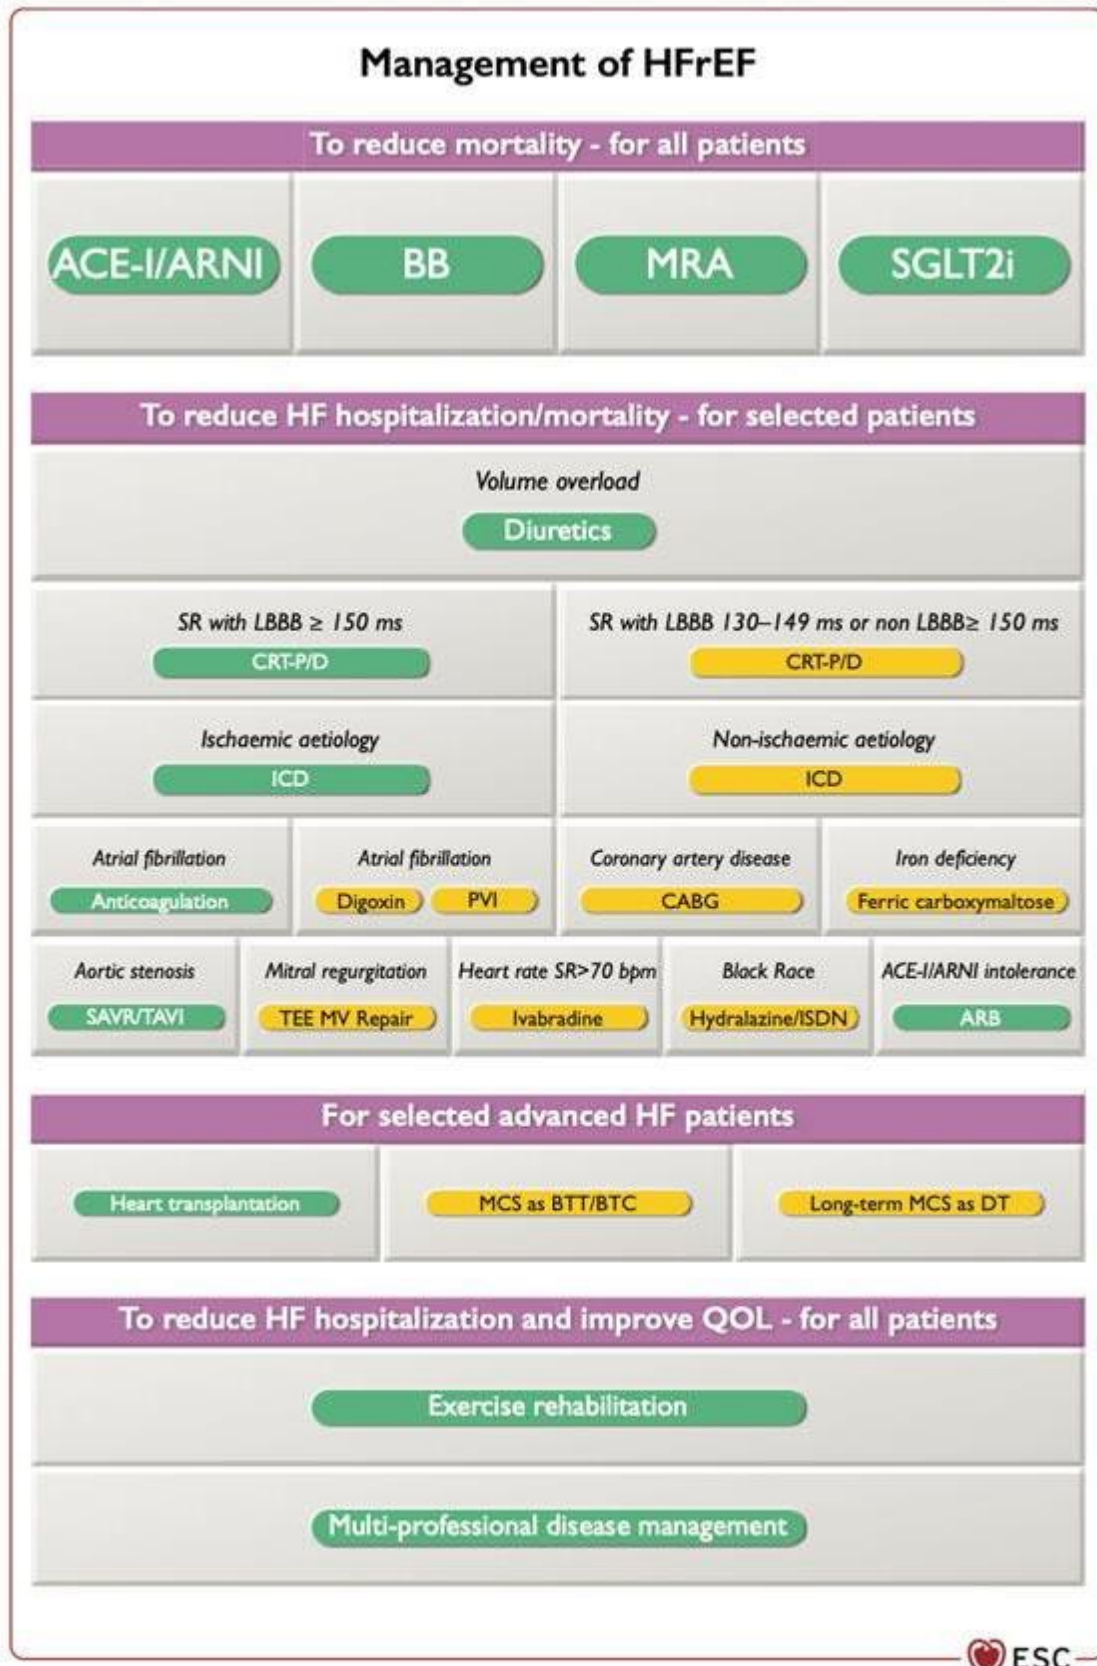 Management of HFrEF
To reduce mortality - for all patients
ACE-I/ARNI
BB
MRA
SGLT2i
To reduce HF hospitalization/mortality - for selected patients
Volume overload
Diuretics
SR with LBBB ≥ 150 ms
CRT-P/D
SR with LBBB 130–149 ms or non LBBB≥ 150 ms
CRT-P/D
Ischaemic aetiology
ICD
Non-ischaemic aetiology
ICD
Atrial fibrillation
Anticoagulation
Atrial fibrillation
Digoxin
PVI
Coronary artery disease
CABG
Iron deficiency
Ferric carboxymaltose
Aortic stenosis
SAVR/TAVI
Mitral regurgitation
TEE MV Repair
Heart rate SR>70 bpm
Ivabradine
Black Race
Hydralazine/ISDN
ACE-I/ARNI intolerance
ARB
For selected advanced HF patients
Heart transplantation
MCS as BTT/BTC
Long-term MCS as DT
To reduce HF hospitalization and improve QOL - for all patients
Exercise rehabilitation
Multi-professional disease management
ESC